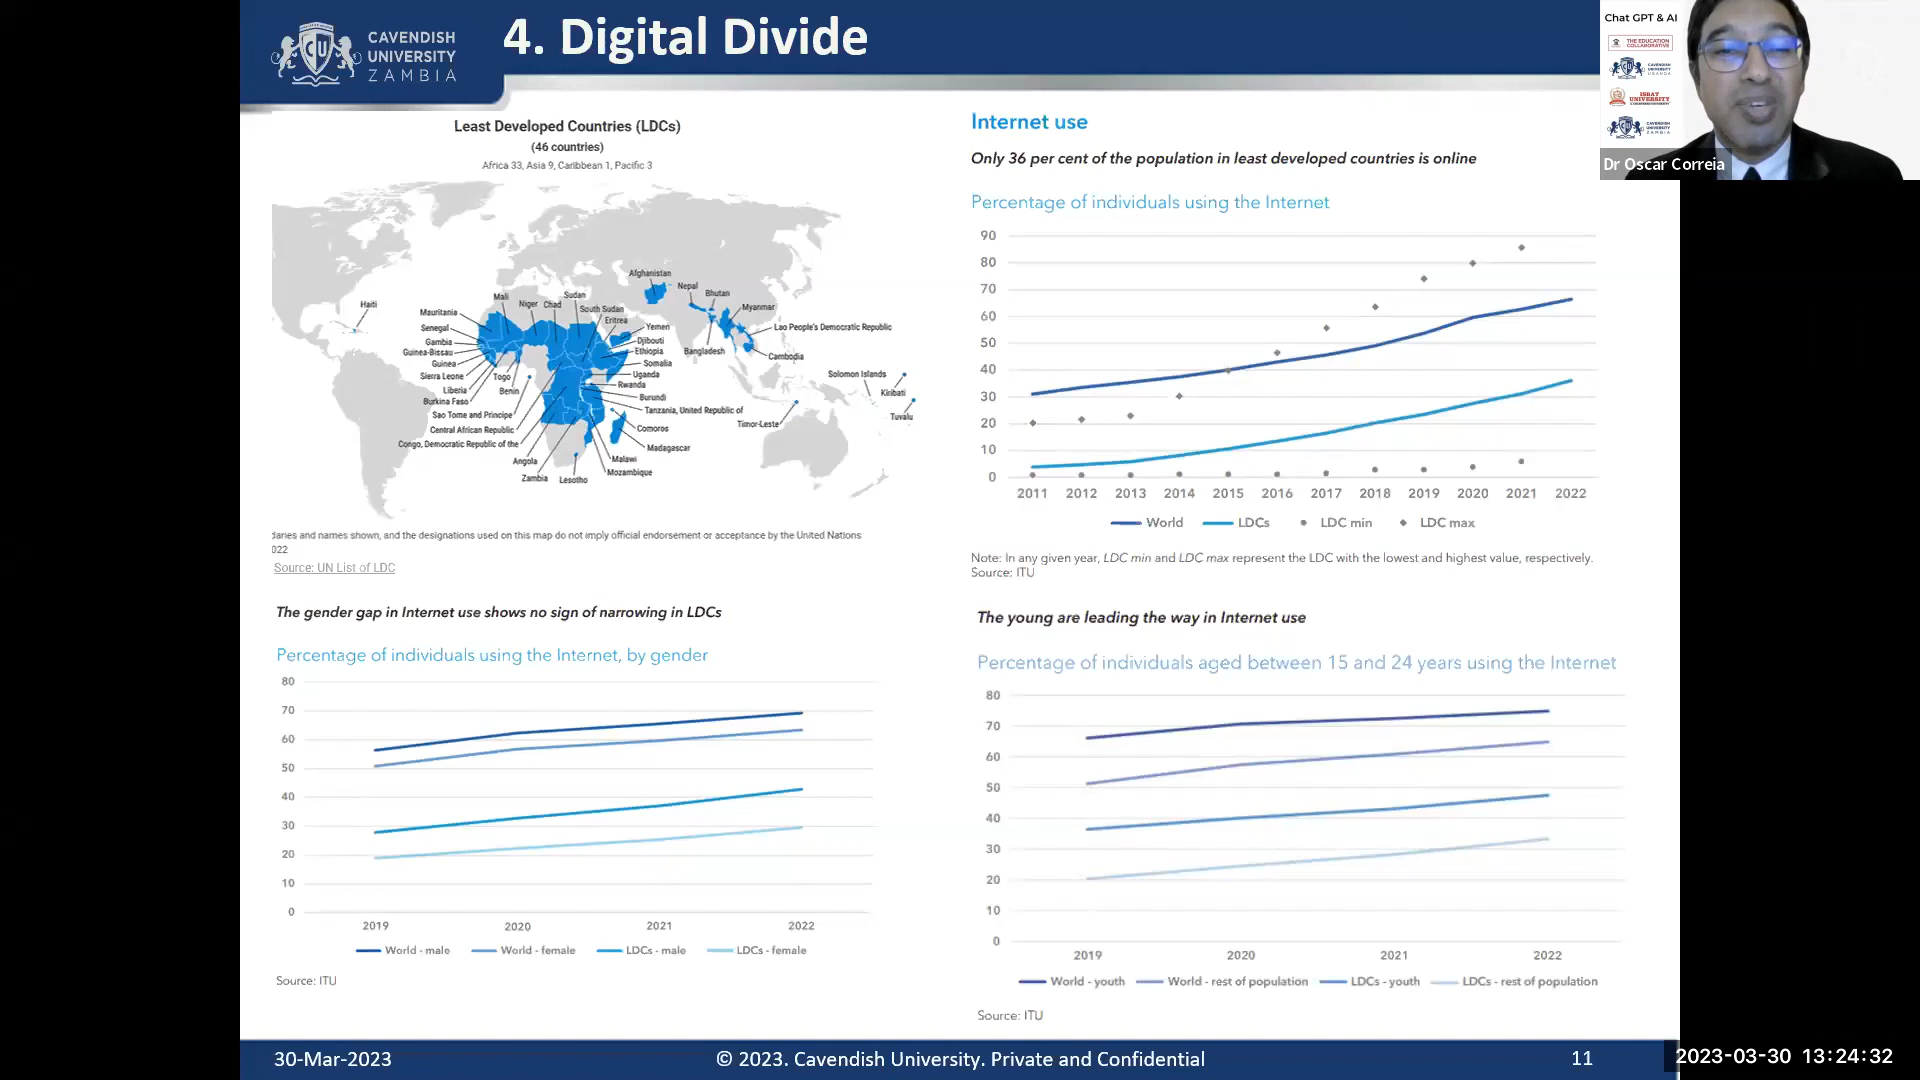 CAVENDISH
UNIVERSITY
ZAMBIA
CU
4. Digital Divide
Chat GPT & AI
THE EDUCATION
COLLABORATIVE
CAVENDISH
UNIVERSITY
UGANDA
ISBAT
UNIVERSITY
CAVENDISH
UNIVERSITY
ZAMBIA
Dr Oscar Correia
Least Developed Countries (LDCs)
(46 countries)
Africa 33, Asia 9, Caribbean 1, Pacific 3
Afghanistan
Nepal
Bhutan
Myanmar
Lao People's Democratic Republic
Bangladesh
Cambodia
Haiti
Mali
Niger
Chad
Sudan
South Sudan
Eritrea
Mauritania
Senegal
Gambia
Guinea-Bissau
Guinea
Sierra Leone
Liberia
Burkina Faso
Togo
Benin
Sao Tome and Principe
Central African Republic
Congo, Democratic Republic of the
Angola
Zambia
Lesotho
Yemen
Djibouti
Ethiopia
Somalia
Uganda
Rwanda
Burundi
Tanzania, United Republic of
Comoros
Madagascar
Malawi
Mozambique
Solomon Islands
Kiribati
Tuvalu
Timor-Leste
daries and names shown, and the designations used on this map do not imply official endorsement or acceptance by the United Nations
022
Source: UN List of LDC
Internet use
Only 36 per cent of the population in least developed countries is online
Percentage of individuals using the Internet
90
80
70
60
50
40
30
20
10
0
2011 2012 2013 2014 2015 2016 2017 2018 2019 2020 2021 2022
World LDCs LDC min LDC max
Note: In any given year, LDC min and LDC max represent the LDC with the lowest and highest value, respectively.
Source: ITU
The gender gap in Internet use shows no sign of narrowing in LDCs
Percentage of individuals using the Internet, by gender
80
70
60
50
40
30
20
10
0
2019 2020 2021 2022
World - male World - female LDCs - male LDCs - female
Source: ITU
The young are leading the way in Internet use
Percentage of individuals aged between 15 and 24 years using the Internet
80
70
60
50
40
30
20
10
0
2019 2020 2021 2022
World - youth World - rest of population LDCs - youth LDCs - rest of population
Source: ITU
30-Mar-2023
© 2023. Cavendish University. Private and Confidential
11
2023-03-30 13:24:32